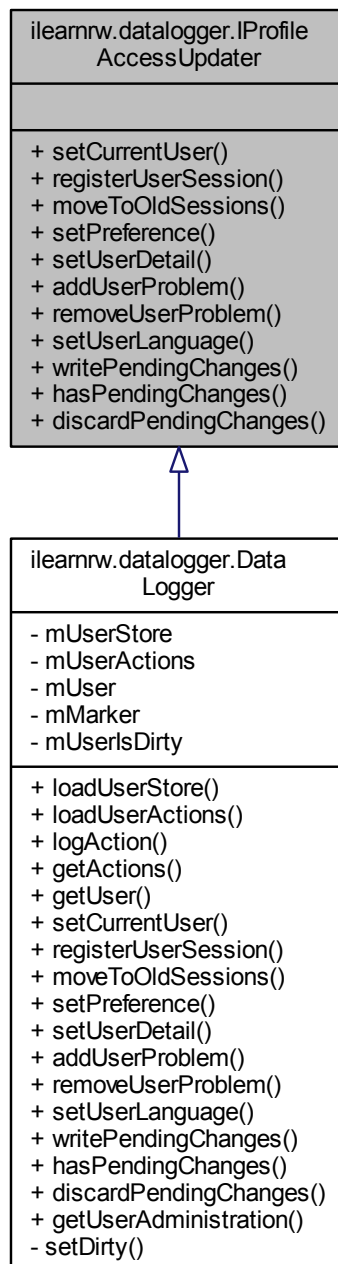 ilearnrw.datalogger.IProfile
AccessUpdater
+ setCurrentUser()
+ registerUserSession()
+ moveToOldSessions()
+ setPreference()
+ setUserDetail()
+ addUserProblem()
+ removeUserProblem()
+ setUserLanguage()
+ writePendingChanges()
+ hasPendingChanges()
+ discardPendingChanges()
ilearnrw.datalogger.Data
Logger
- mUserStore
- mUserActions
- mUser
- mMarker
- mUserIsDirty
+ loadUserStore()
+ loadUserActions()
+ logAction()
+ getActions()
+ getUser()
+ setCurrentUser()
+ registerUserSession()
+ moveToOldSessions()
+ setPreference()
+ setUserDetail()
+ addUserProblem()
+ removeUserProblem()
+ setUserLanguage()
+ writePendingChanges()
+ hasPendingChanges()
+ discardPendingChanges()
+ getUserAdministration()
- setDirty()